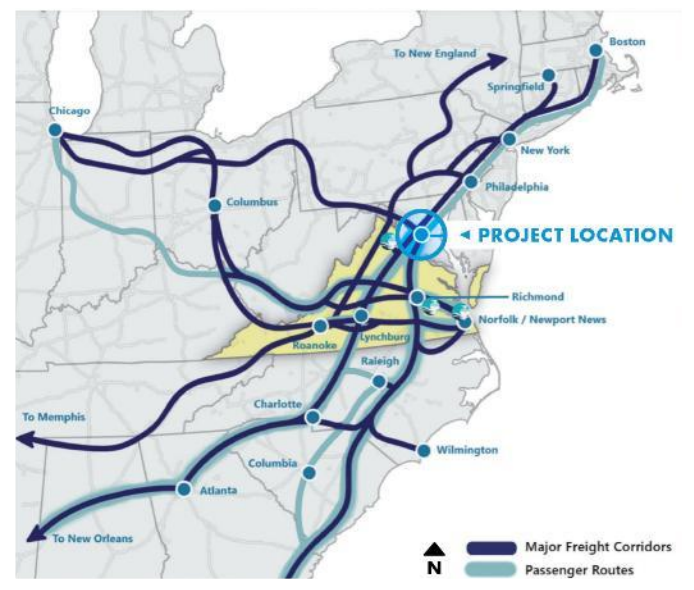 Boston
To New England
Springfield
Chicago
New York
Philadelphia
Columbus
PROJECT LOCATION
Richmond
Norfolk / Newport News
Lynchburg
Roanoke
Raleigh
Charlotte
To Memphis
Wilmington
Columbia
Atlanta
To New Orleans
N
Major Freight Corridors
Passenger Routes